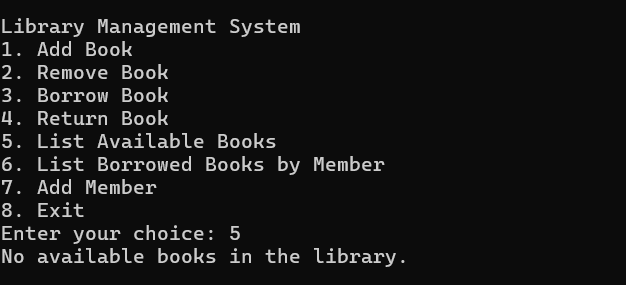 Library Management System
1. Add Book
2. Remove Book
3. Borrow Book
4. Return Book
5. List Available Books
6. List Borrowed Books by Member
7. Add Member
8. Exit
Enter your choice: 5
No available books in the library.